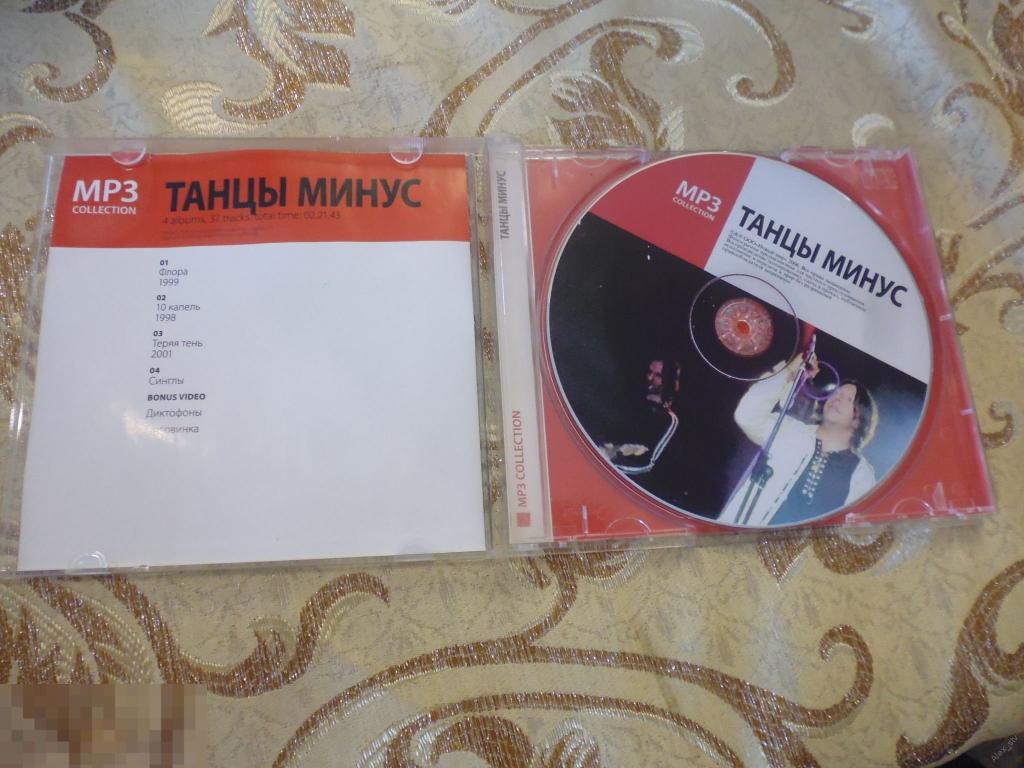 MP3
COLLECTION
ТАНЦЫ МИНУС
4 albums, 37 tracks, total time: 02.21.43
01
Флора
1999
02
10 капель
1998
03
Теряя тень
2001
04
Синглы
BONUS VIDEO
Диктофоны
ТАНЦЫ МИНУС
MP3 COLLECTION
MP3
COLLECTION
ТАНЦЫ МИНУС
Alex_str